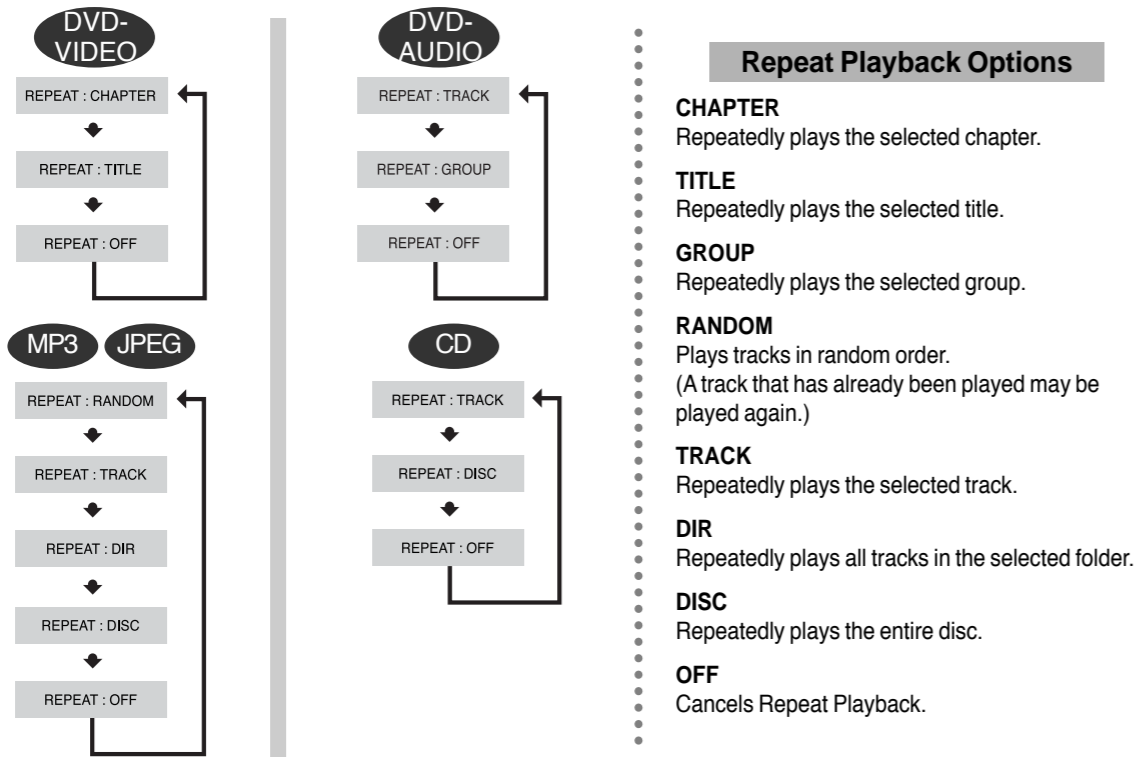 DVD-
VIDEO
REPEAT : CHAPTER
REPEAT : TITLE
REPEAT : OFF
MP3
JPEG
REPEAT : RANDOM
REPEAT : TRACK
REPEAT : DIR
REPEAT : DISC
REPEAT : OFF
DVD-
AUDIO
REPEAT : TRACK
REPEAT : GROUP
REPEAT : OFF
CD
REPEAT : TRACK
REPEAT : DISC
REPEAT : OFF
Repeat Playback Options
CHAPTER
Repeatedly plays the selected chapter.
TITLE
Repeatedly plays the selected title.
GROUP
Repeatedly plays the selected group.
RANDOM
Plays tracks in random order.
(A track that has already been played may be
played again.)
TRACK
Repeatedly plays the selected track.
DIR
Repeatedly plays all tracks in the selected folder.
DISC
Repeatedly plays the entire disc.
OFF
Cancels Repeat Playback.